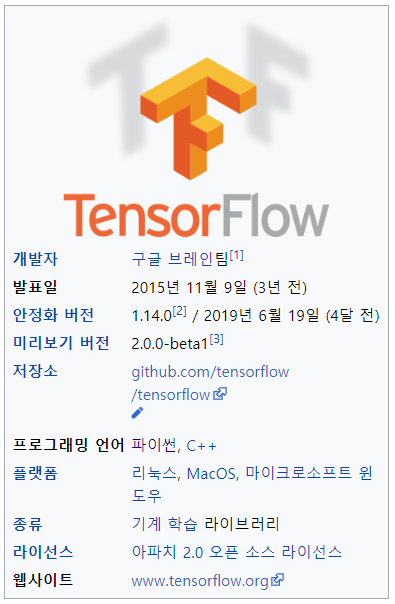 TensorFlow
개발자 구글 브레인팀[1]
발표일 2015년 11월 9일 (3년 전)
안정화 버전 1.14.0[2] / 2019년 6월 19일 (4달 전)
미리보기 버전 2.0.0-beta1[3]
저장소 github.com/tensorflow
/tensorflow
프로그래밍 언어 파이썬, C++
플랫폼 리눅스, MacOS, 마이크로소프트 윈
도우
종류 기계 학습 라이브러리
라이선스 아파치 2.0 오픈 소스 라이선스
웹사이트 www.tensorflow.org